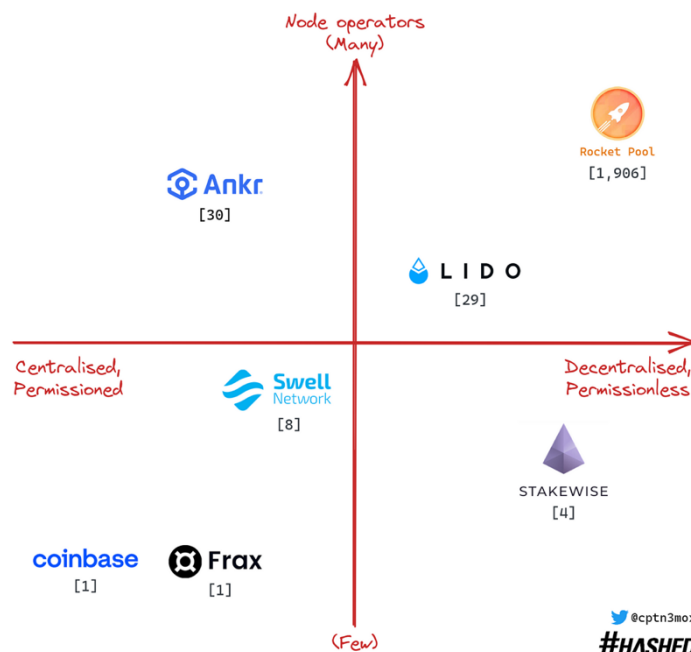 Node operators
(Many)
Rocket Pool
[1,906]
Ankr
[30]
LIDO
[29]
Centralised,
Permissioned
Decentralised,
Permissionless
Swell
Network
[8]
STAKEWISE
[4]
coinbase
[1]
Frax
[1]
(Few)
@cptn3mox
#HASHED